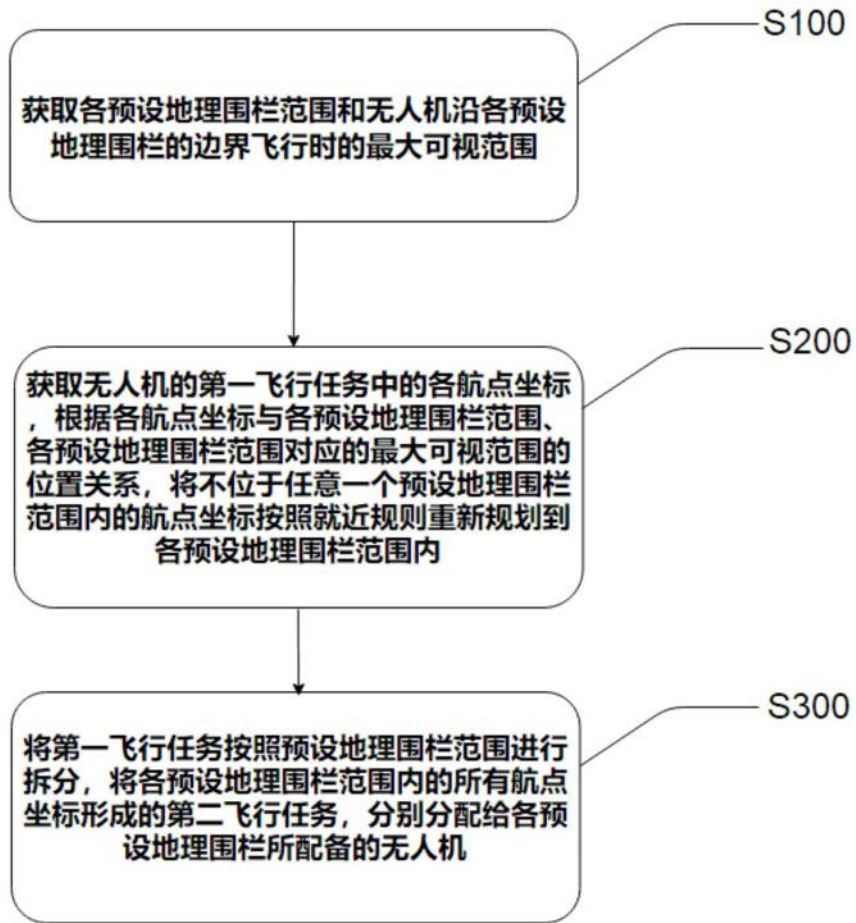 S100
获取各预设地理围栏范围和无人机沿各预设
地理围栏的边界飞行时的最大可视范围
S200
获取无人机的第一飞行任务中的各航点坐标
，根据各航点坐标与各预设地理围栏范围、
各预设地理围栏范围对应的最大可视范围的
位置关系，将不位于任意一个预设地理围栏
范围内的航点坐标按照就近规则重新规划到
各预设地理围栏范围内
S300
将第一飞行任务按照预设地理围栏范围进行
拆分，将各预设地理围栏范围内的所有航点
坐标形成的第二飞行任务，分别分配给各预
设地理围栏所配备的无人机